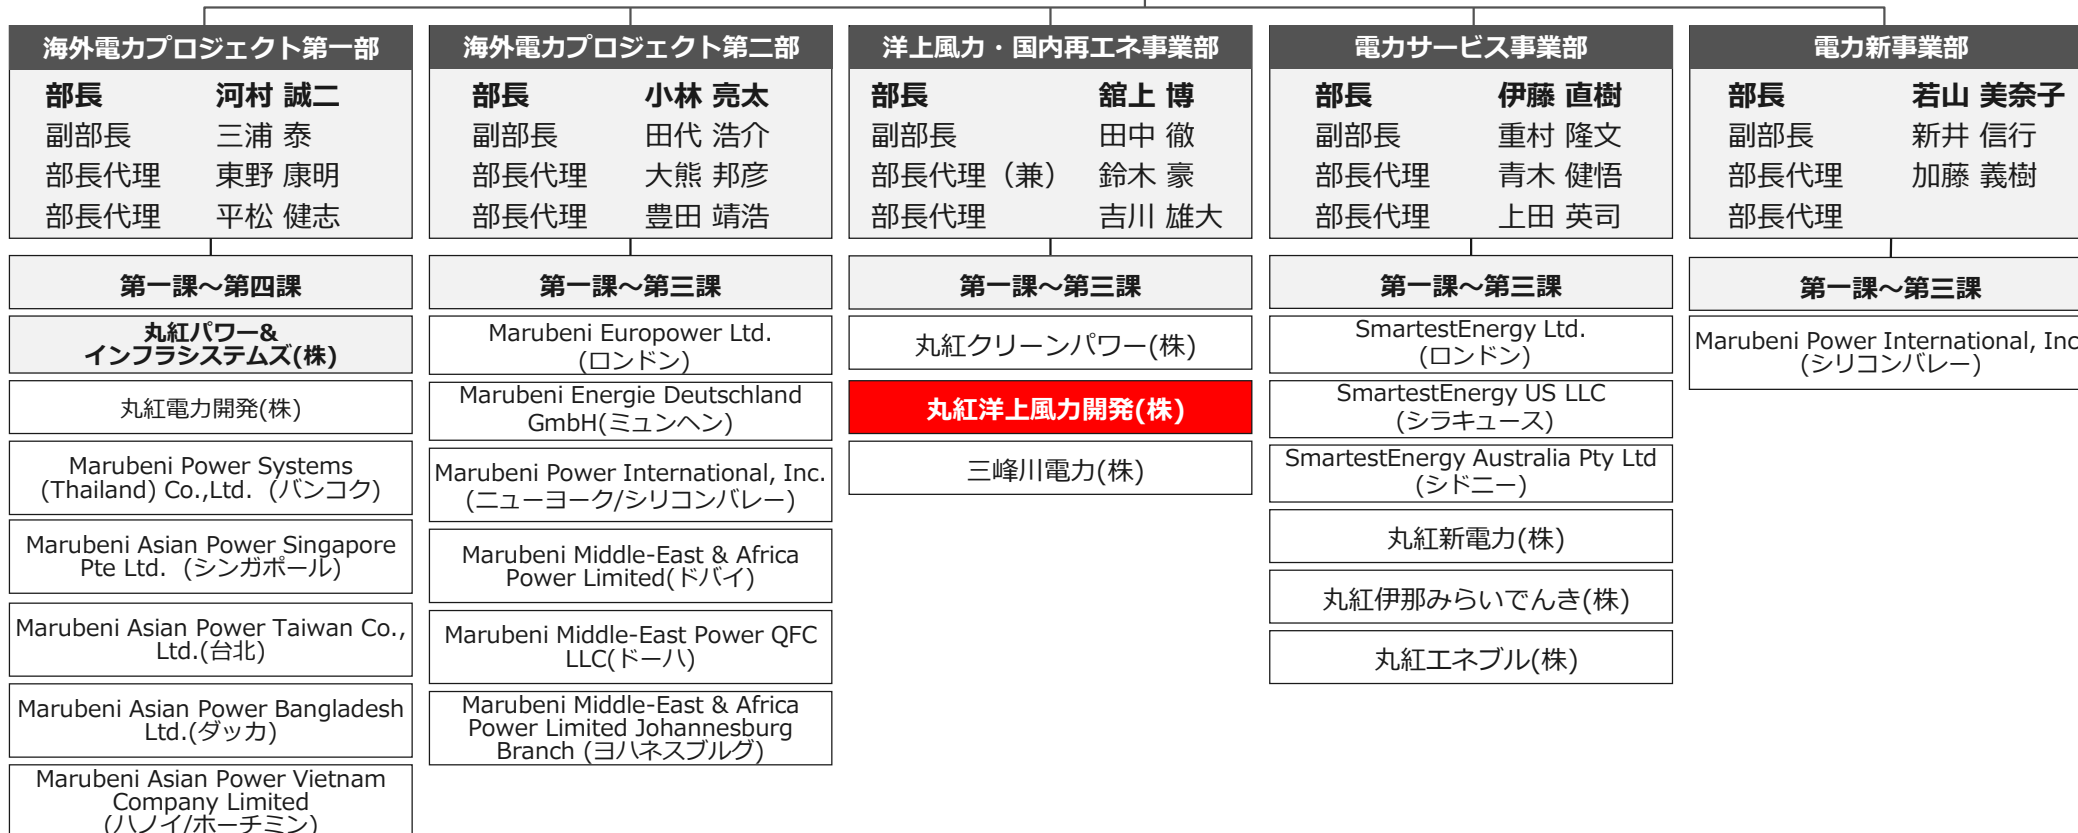 海外電力プロジェクト第一部
部長 河村 誠二
副部長 三浦 泰
部長代理 東野 康明
部長代理 平松 健志
第一課～第四課
丸紅パワー&
インフラシステムズ(株)
丸紅電力開発(株)
Marubeni Power Systems
(Thailand) Co.,Ltd. (バンコク)
Marubeni Asian Power Singapore
Pte Ltd. (シンガポール)
Marubeni Asian Power Taiwan Co.,
Ltd.(台北)
Marubeni Asian Power Bangladesh
Ltd.(ダッカ)
Marubeni Asian Power Vietnam
Company Limited
(ハノイ/ホーチミン)
海外電力プロジェクト第二部
部長 小林 亮太
副部長 田代 浩介
部長代理 大熊 邦彦
部長代理 豊田 靖浩
第一課～第三課
Marubeni Europower Ltd.
(ロンドン)
Marubeni Energie Deutschland
GmbH(ミュンヘン)
Marubeni Power International, Inc.
(ニューヨーク/シリコンバレー)
Marubeni Middle-East & Africa
Power Limited(ドバイ)
Marubeni Middle-East Power QFC
LLC(ドーハ)
Marubeni Middle-East & Africa
Power Limited Johannesburg
Branch (ヨハネスブルグ)
洋上風力・国内再エネ事業部
部長 舘上 博
副部長 田中 徹
部長代理（兼） 鈴木 豪
部長代理 吉川 雄大
第一課～第三課
丸紅クリーンパワー(株)
丸紅洋上風力開発(株)
三峰川電力(株)
電力サービス事業部
部長 伊藤 直樹
副部長 重村 隆文
部長代理 青木 健悟
部長代理 上田 英司
第一課～第三課
SmartestEnergy Ltd.
(ロンドン)
SmartestEnergy US LLC
(シラキュース)
SmartestEnergy Australia Pty Ltd
(シドニー)
丸紅新電力(株)
丸紅伊那みらいでんき(株)
丸紅エネブル(株)
電力新事業部
部長 若山 美奈子
副部長 新井 信行
部長代理 加藤 義樹
部長代理
第一課～第三課
Marubeni Power International, Inc
(シリコンバレー)